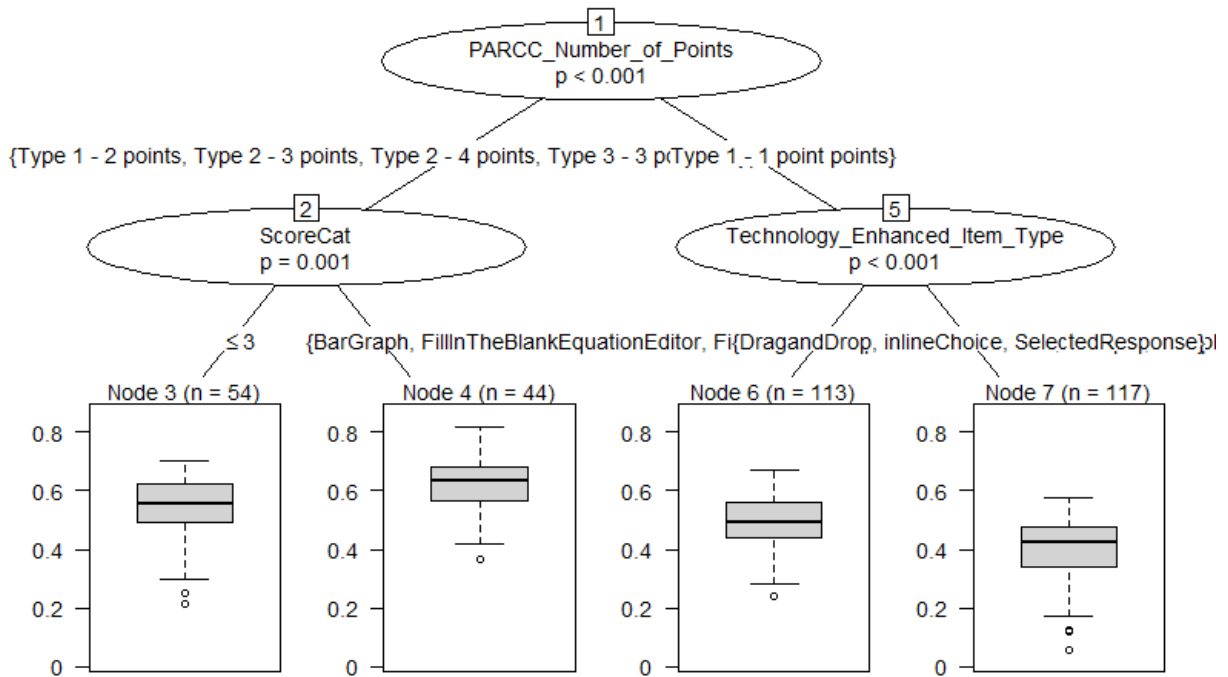 1
PARCC_Number_of_Points
p < 0.001
{Type 1 - 2 points, Type 2 - 3 points, Type 2 - 4 points, Type 3 - 3 Type 1 - 1 point points}
2
ScoreCat
p = 0.001
5
Technology_Enhanced_Item_Type
p < 0.001
≤ 3
{BarGraph, FillInTheBlankEquationEditor, {DragandDrop, inlineChoice, SelectedResponse}
Node 3 (n = 54)
Node 4 (n = 44)
Node 6 (n = 113)
Node 7 (n = 117)
0.8
0.6
0.4
0.2
0
0.8
0.6
0.4
0.2
0
0.8
0.6
0.4
0.2
0
0.8
0.6
0.4
0.2
0